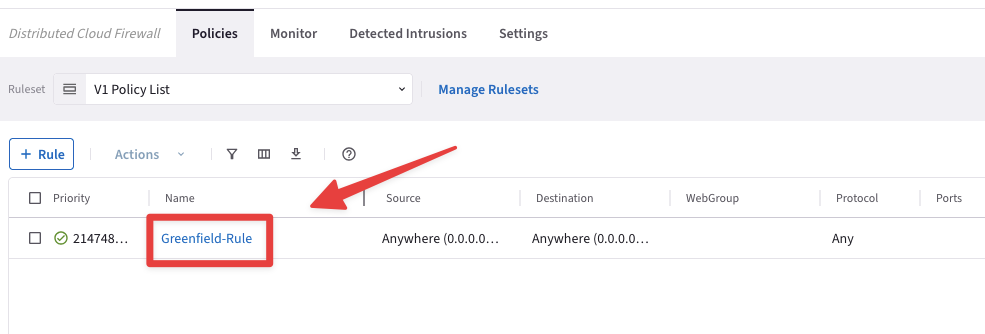 Distributed Cloud Firewall Policies Monitor Detected Intrusions Settings
Ruleset V1 Policy List Manage Rulesets
+ Rule Actions
Priority Name Source Destination WebGroup Protocol Ports
214748... Greenfield-Rule Anywhere (0.0.0.0... Anywhere (0.0.0.0... Any